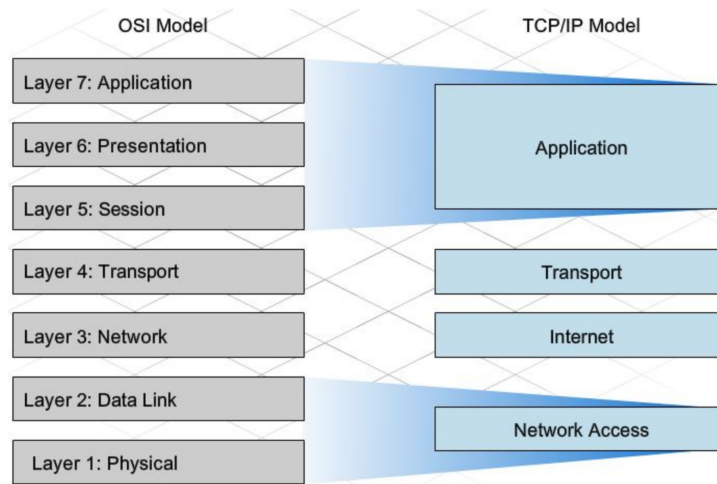 OSI Model
TCP/IP Model
Layer 7: Application
Layer 6: Presentation
Layer 5: Session
Layer 4: Transport
Layer 3: Network
Layer 2: Data Link
Layer 1: Physical
Application
Transport
Internet
Network Access